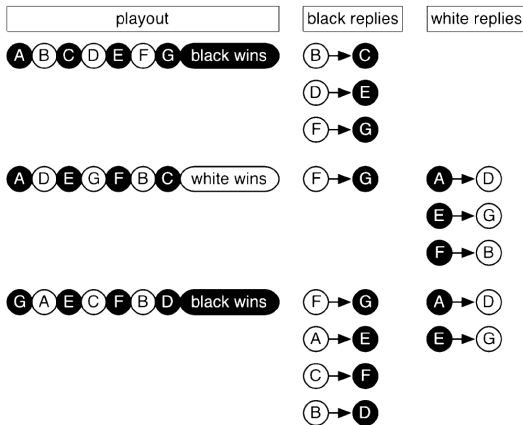 playout black replies white replies
A B C D E F G black wins B C
D E
F G
A D E G F B C white wins F G A D
E G
F B
G A E C F B D black wins F G A D
A E E G
C F
B D